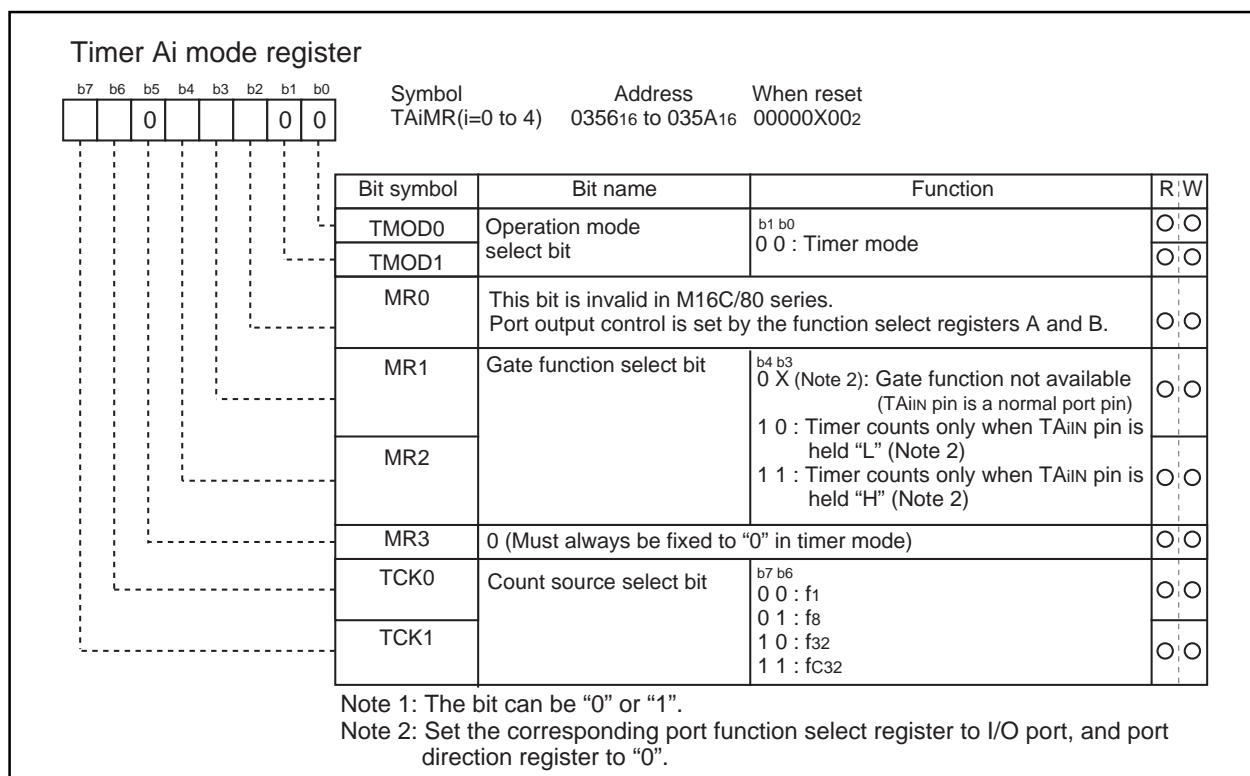 Timer Ai mode register
b7 b6 b5 b4 b3 b2 b1 b0
0 0 0
Symbol Address When reset
TAiMR(i=0 to 4) 035616 to 035A16 00000X002
Bit symbol Bit name Function R W
TMOD0 Operation mode select bit b1 b0
0 0 : Timer mode
TMOD1
MR0 This bit is invalid in M16C/80 series.
Port output control is set by the function select registers A and B.
MR1 Gate function select bit b4 b3
0 X (Note 2): Gate function not available
(TAiIN pin is a normal port pin)
1 0 : Timer counts only when TAiIN pin is
held “L” (Note 2)
MR2 1 1 : Timer counts only when TAiIN pin is
held “H” (Note 2)
MR3 0 (Must always be fixed to “0” in timer mode)
TCK0 Count source select bit b7 b6
0 0 : f1
0 1 : f8
TCK1 1 0 : f32
1 1 : fC32
Note 1: The bit can be “0” or “1”.
Note 2: Set the corresponding port function select register to I/O port, and port
direction register to “0”.